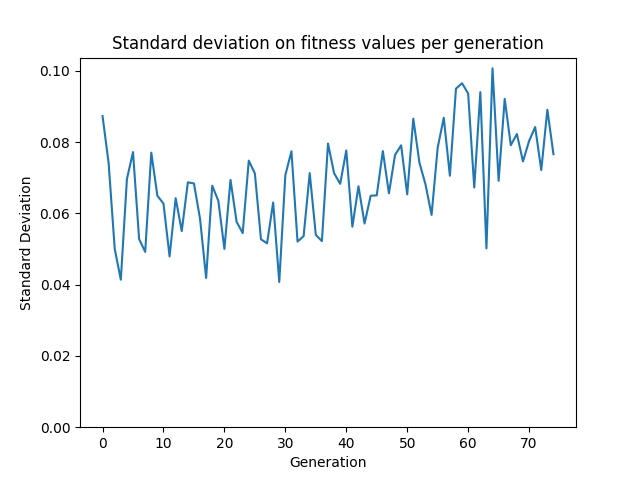 Standard deviation on fitness values per generation
0.10
0.08
0.06
0.04
0.02
0.00
Standard Deviation
0 10 20 30 40 50 60 70
Generation